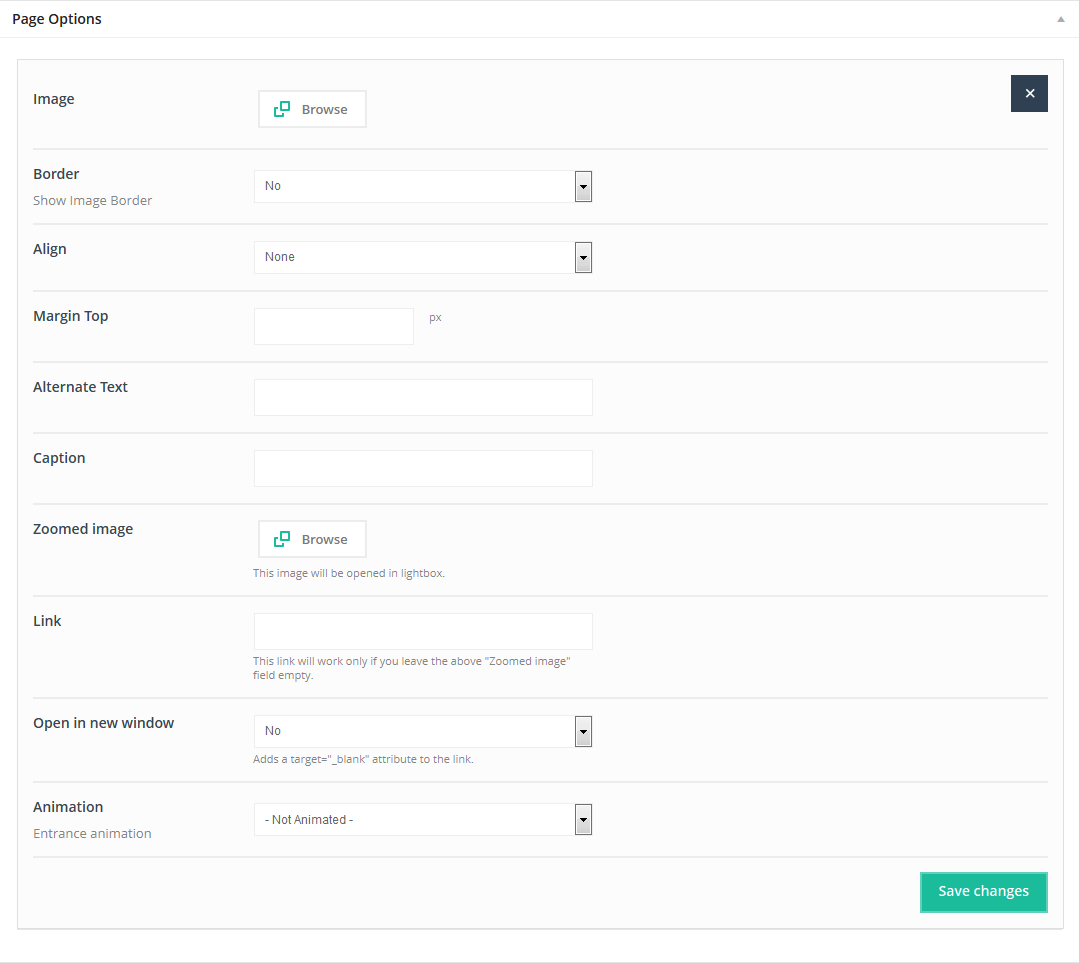 Page Options
Image
Browse
Border
No
Show Image Border
Align
None
Margin Top
px
Alternate Text
Caption
Zoomed image
Browse
This image will be opened in lightbox.
Link
This link will work only if you leave the above "Zoomed image"
field empty.
Open in new window
No
Adds a target="_blank" attribute to the link.
Animation
- Not Animated -
Entrance animation
Save changes